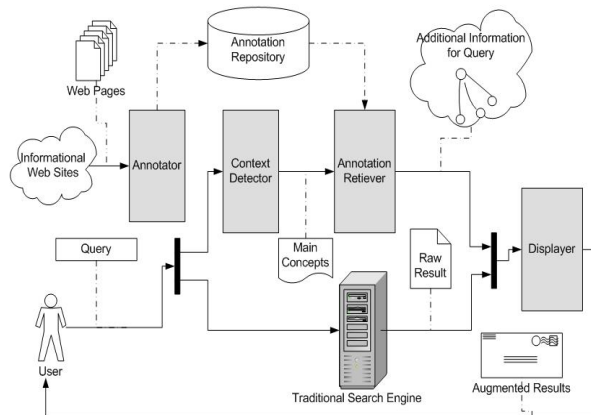 Annotation
Repository
Additional Information
for Query
Web Pages
Informational
Web Sites
Annotator
Context
Detector
Annotation
Retiever
Query
Main
Concepts
Raw
Result
Displayer
User
Traditional Search Engine
Augmented Results